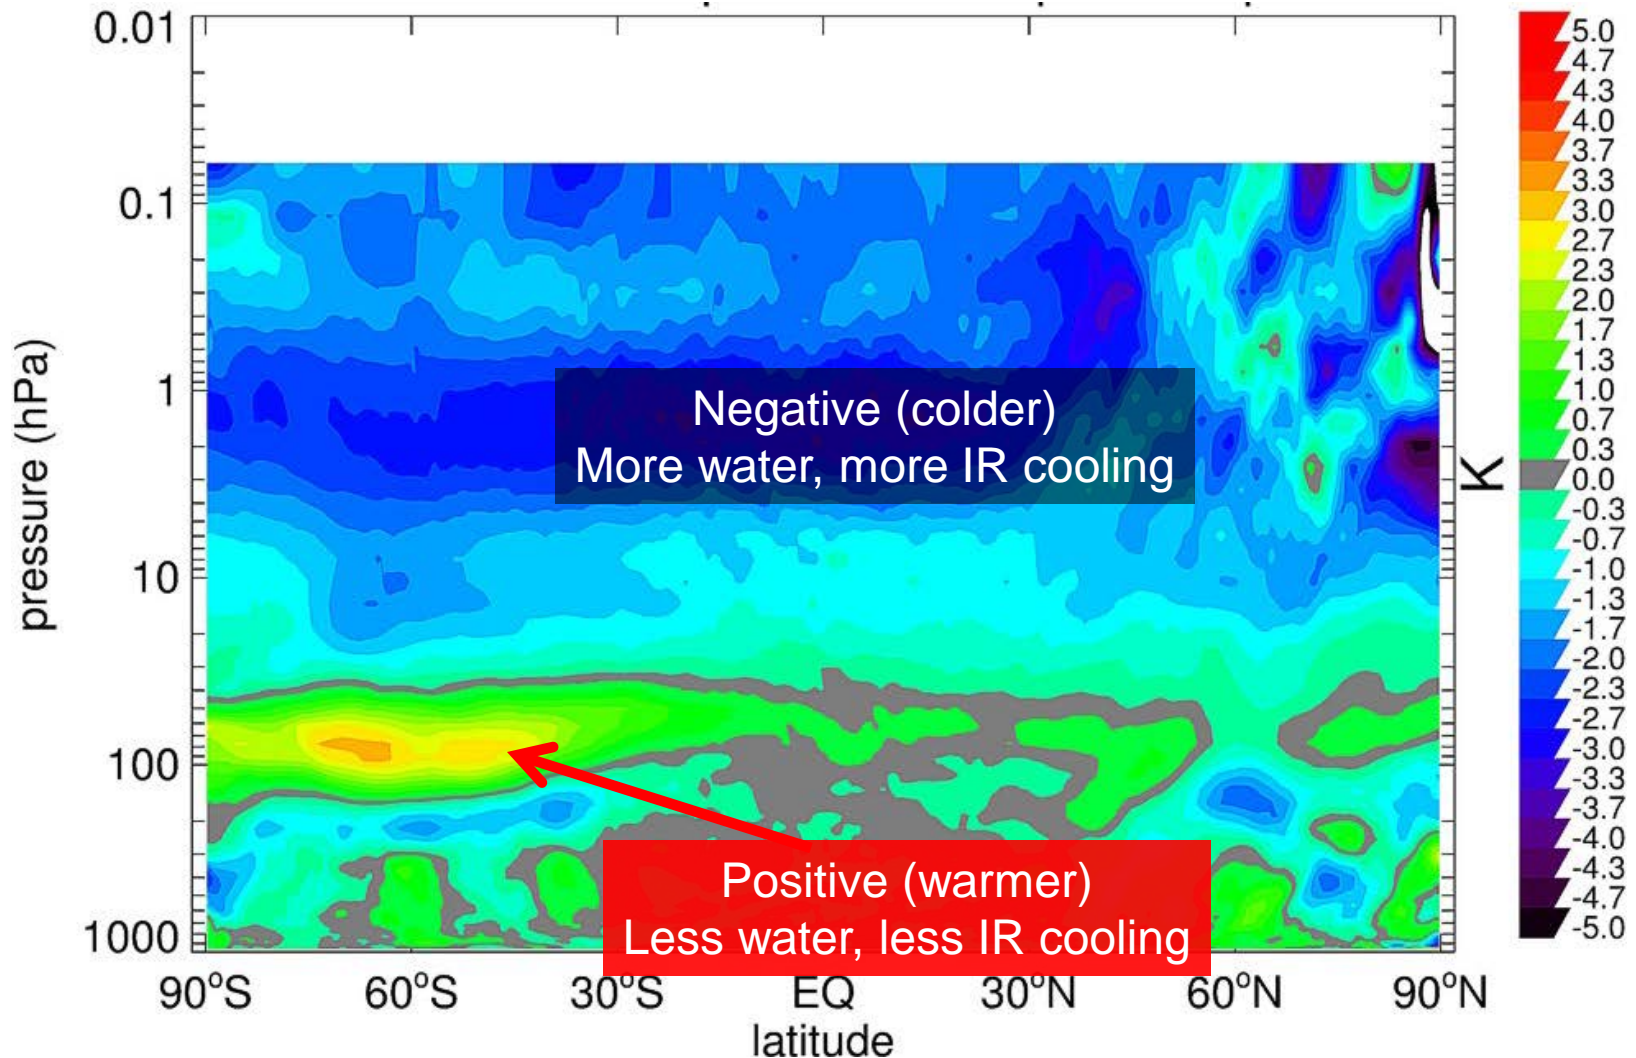 0.01
0.1
1
10
100
1000
pressure (hPa)
Negative (colder)
More water, more IR cooling
Positive (warmer)
Less water, less IR cooling
90°S
60°S
30°S
EQ
30°N
60°N
90°N
latitude
K
5.0
4.7
4.3
4.0
3.7
3.3
3.0
2.7
2.3
2.0
1.7
1.3
1.0
0.7
0.3
0.0
-0.3
-0.7
-1.0
-1.3
-1.7
-2.0
-2.3
-2.7
-3.0
-3.3
-3.7
-4.0
-4.3
-4.7
-5.0